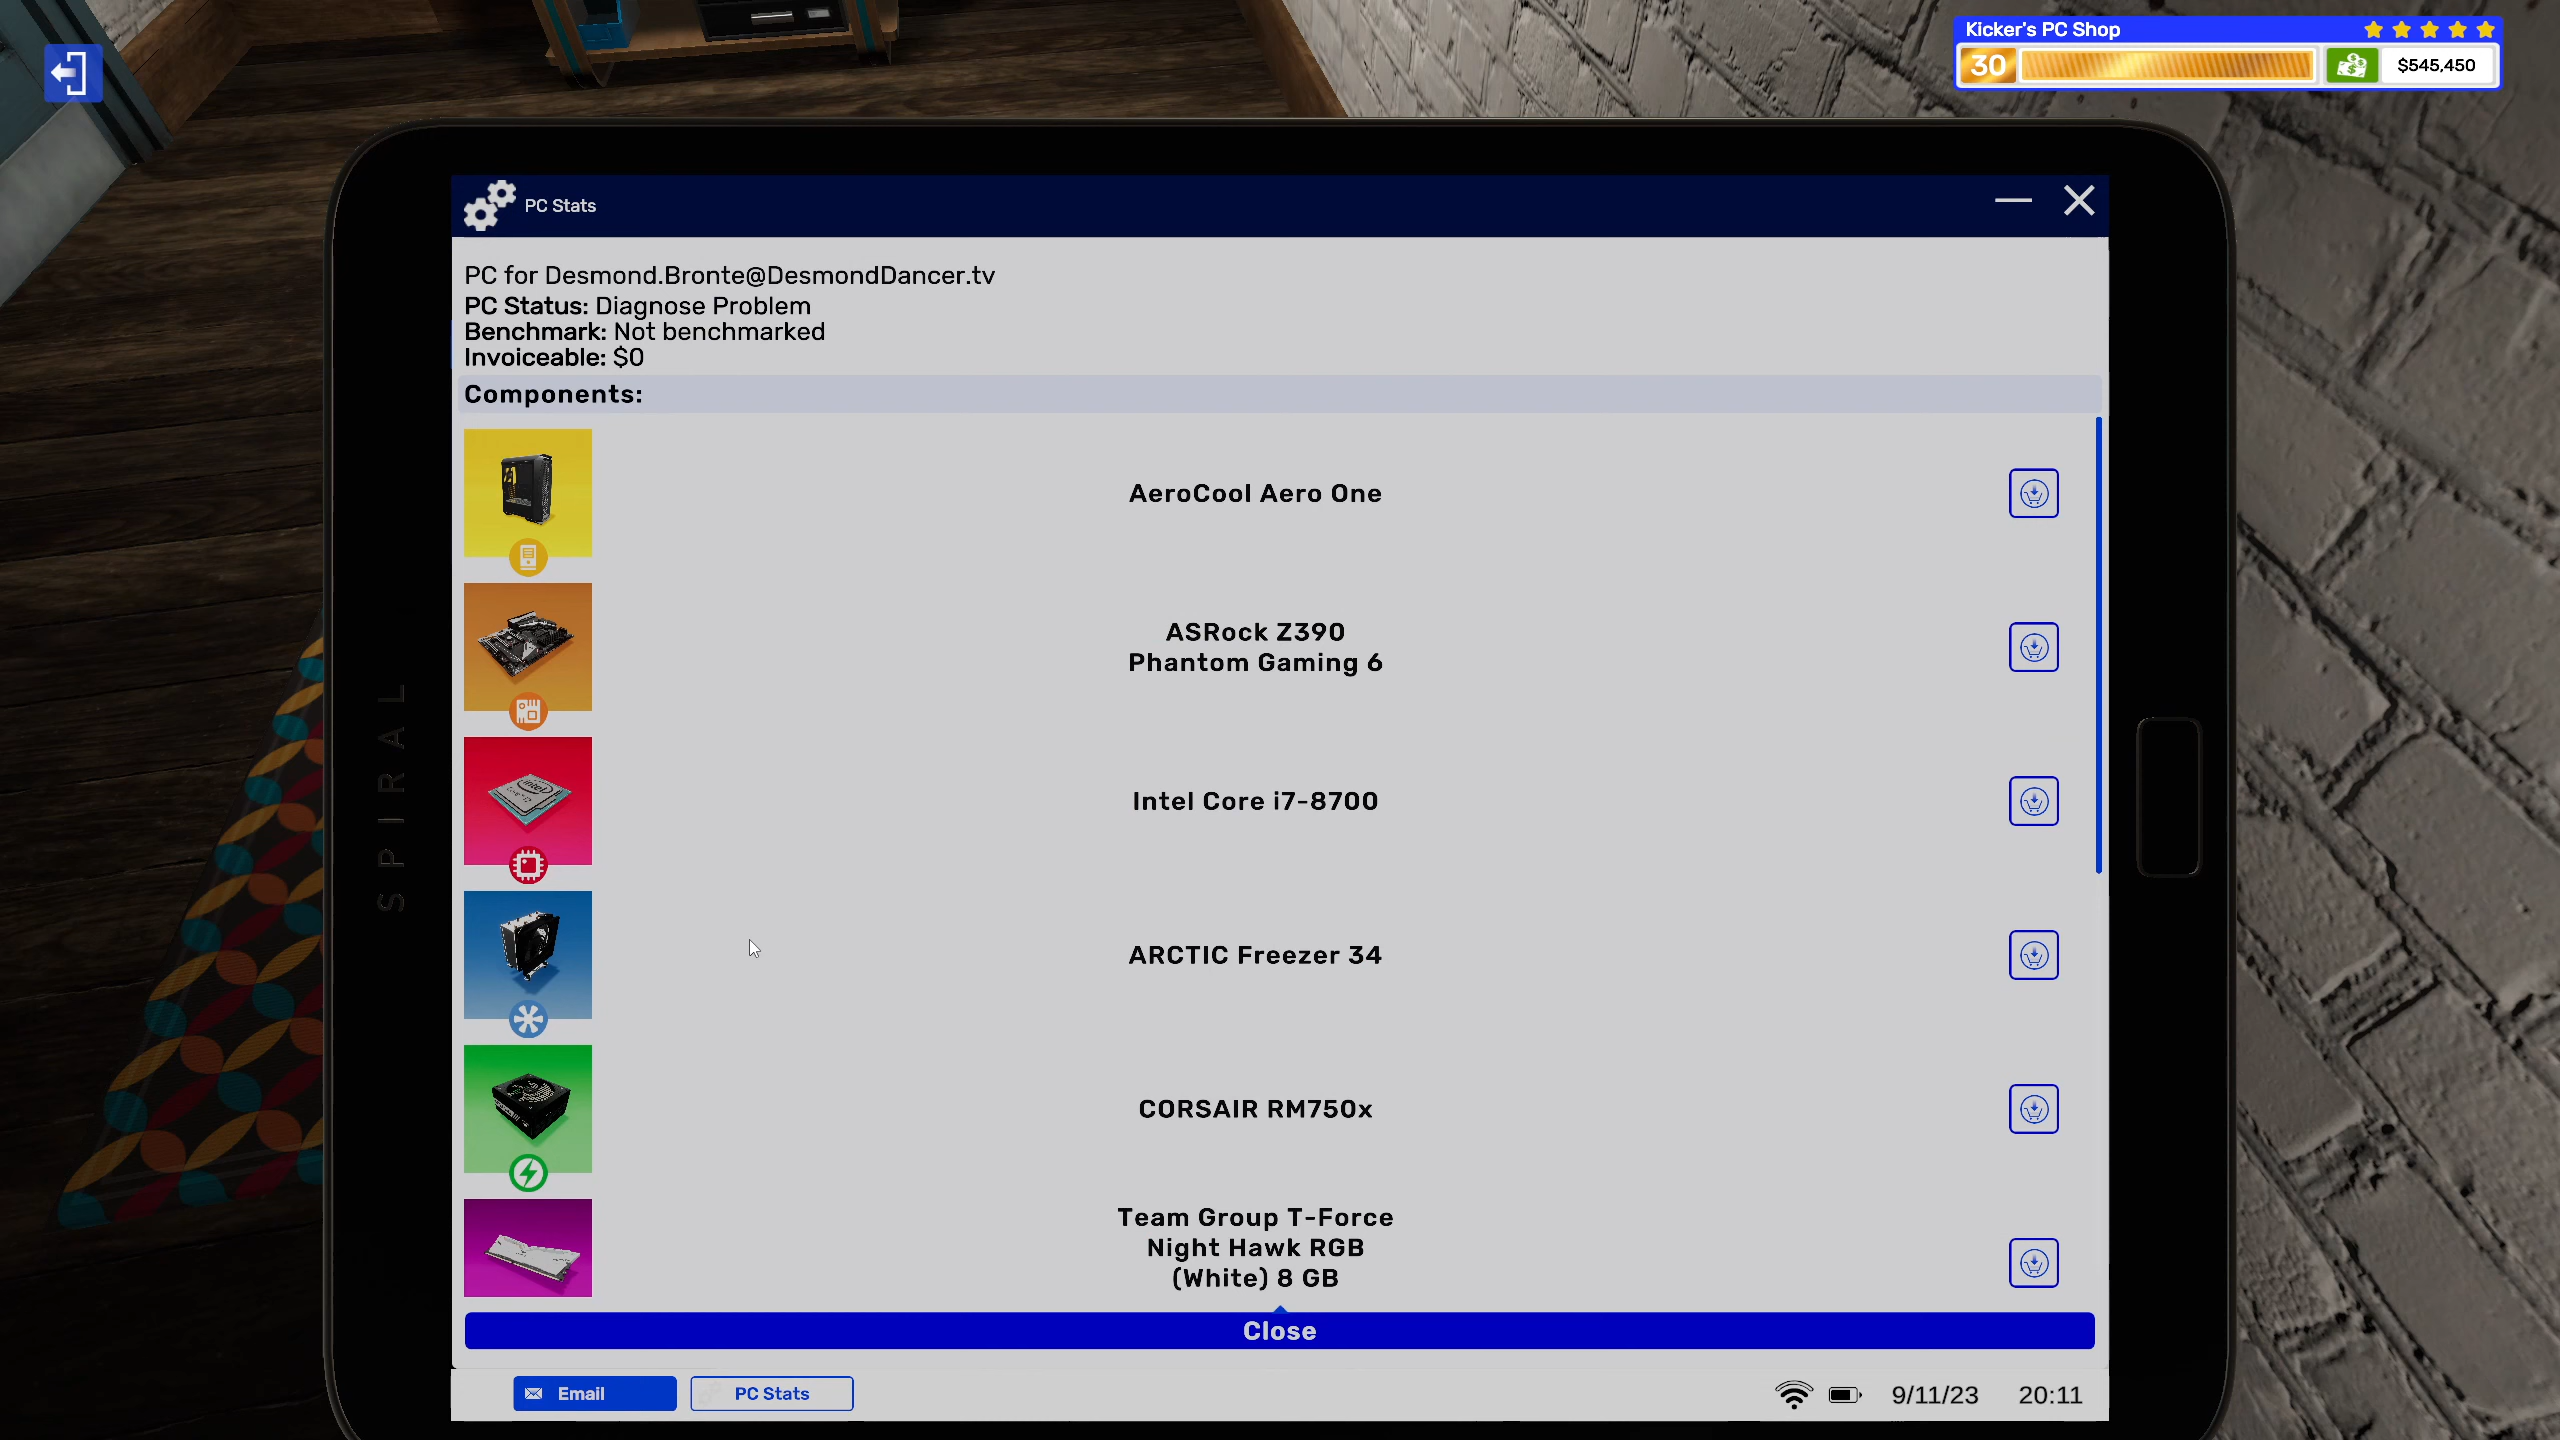 Kicker's PC Shop
30
$545,450
PC Stats
PC for Desmond.Bronte@DesmondDancer.tv
PC Status: Diagnose Problem
Benchmark: Not benchmarked
Invoiceable: $0
Components:
AeroCool Aero One
ASRock Z390
Phantom Gaming 6
Intel Core i7-8700
ARCTIC Freezer 34
CORSAIR RM750x
Team Group T-Force
Night Hawk RGB
(White) 8 GB
Close
Email
PC Stats
9/11/23
20:11
SPIRAL